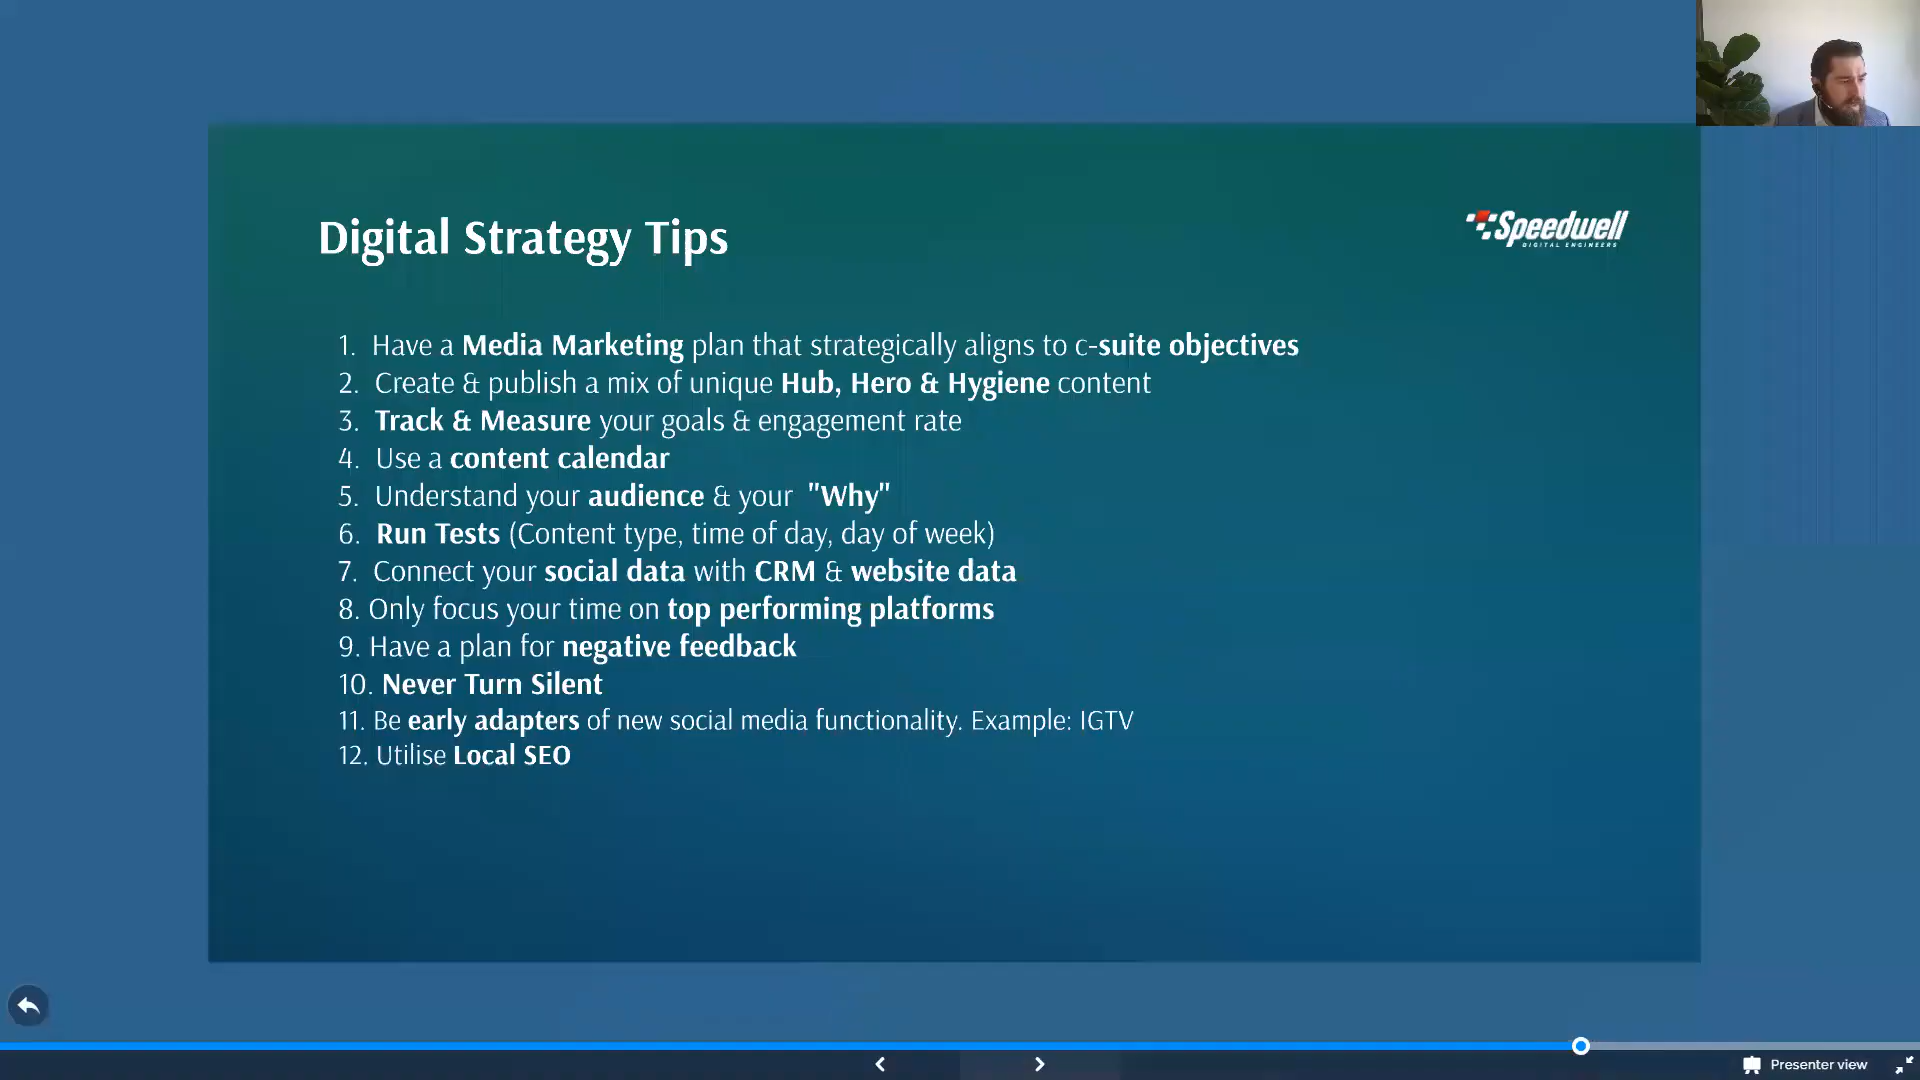 Digital Strategy Tips
Speedwell
DIGITAL ENGINEERS
1. Have a Media Marketing plan that strategically aligns to c-suite objectives
2. Create & publish a mix of unique Hub, Hero & Hygiene content
3. Track & Measure your goals & engagement rate
4. Use a content calendar
5. Understand your audience & your "Why"
6. Run Tests (Content type, time of day, day of week)
7. Connect your social data with CRM & website data
8. Only focus your time on top performing platforms
9. Have a plan for negative feedback
10. Never Turn Silent
11. Be early adapters of new social media functionality. Example: IGTV
12. Utilise Local SEO
Presenter view